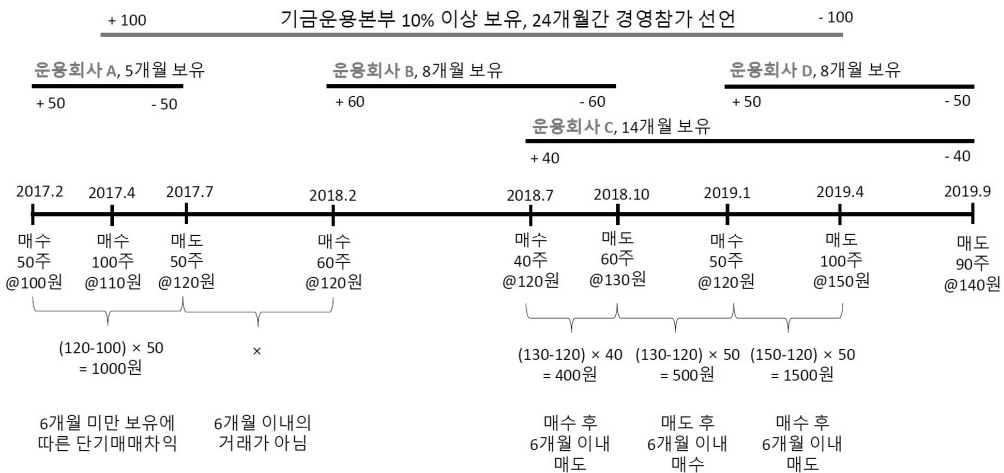 + 100
기금운용본부 10% 이상 보유, 24개월간 경영참가 선언
- 100
운용회사 A, 5개월 보유
+ 50
- 50
운용회사 B, 8개월 보유
+ 60
- 60
운용회사 D, 8개월 보유
+ 50
- 50
운용회사 C, 14개월 보유
+ 40
- 40
2017.2
2017.4
2017.7
2018.2
2018.7
2018.10
2019.1
2019.4
2019.9
매수
50주
@100원
매수
100주
@110원
매도
50주
@120원
매수
60주
@120원
매수
40주
@120원
매도
60주
@130원
매수
50주
@120원
매도
100주
@150원
매도
90주
@140원
(120-100) × 50
= 1000원
×
(130-120) × 40
= 400원
(130-120) × 50
= 500원
(150-120) × 50
= 1500원
6개월 미만 보유에
따른 단기매매차익
6개월 이내의
거래가 아님
매수 후
6개월 이내
매도
매도 후
6개월 이내
매수
매수 후
6개월 이내
매도